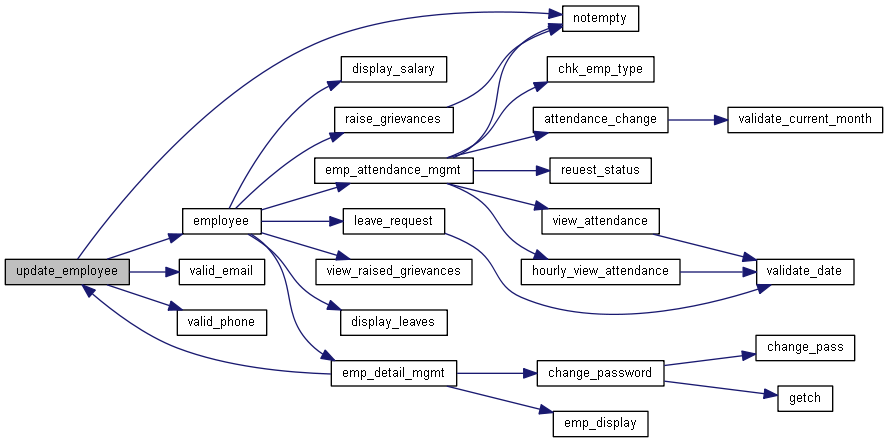 notempty
display_salary
chk_emp_type
raise_grievances
attendance_change
validate_current_month
emp_attendance_mgmt
reuest_status
employee
leave_request
view_attendance
update_employee
valid_email
view_raised_grievances
hourly_view_attendance
validate_date
valid_phone
display_leaves
change_pass
emp_detail_mgmt
change_password
getch
emp_display